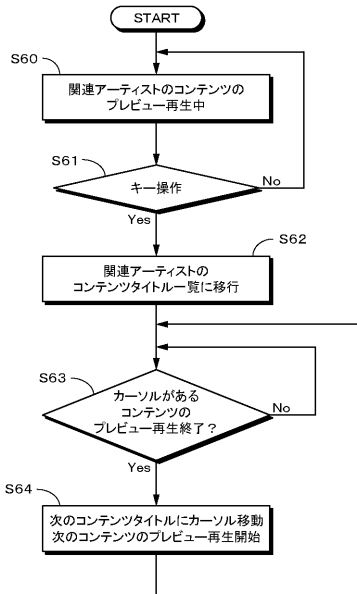 START
S60
関連アーティストのコンテンツの
プレビュー再生中
S61
キー操作
No
Yes
S62
関連アーティストの
コンテンツタイトル一覧に移行
S63
カーソルがある
コンテンツの
プレビュー再生終了？
No
Yes
S64
次のコンテンツタイトルにカーソル移動
次のコンテンツのプレビュー再生開始